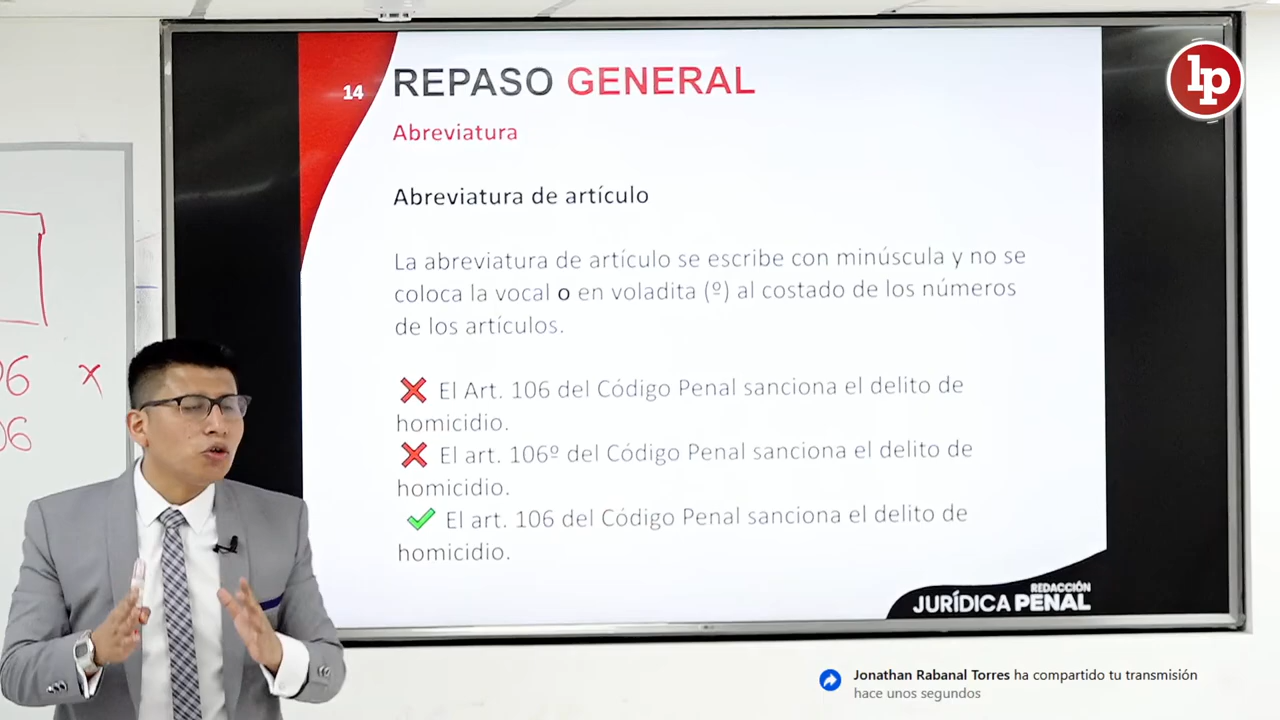 lp
14
REPASO GENERAL
Abreviatura
Abreviatura de artículo
La abreviatura de artículo se escribe con minúscula y no se
coloca la vocal o en voladita (º) al costado de los números
de los artículos.
El Art. 106 del Código Penal sanciona el delito de
homicidio.
El art. 106º del Código Penal sanciona el delito de
homicidio.
El art. 106 del Código Penal sanciona el delito de
homicidio.
REDACCIÓN
JURÍDICA PENAL
06 x
06
Jonathan Rabanal Torres ha compartido tu transmisión
hace unos segundos